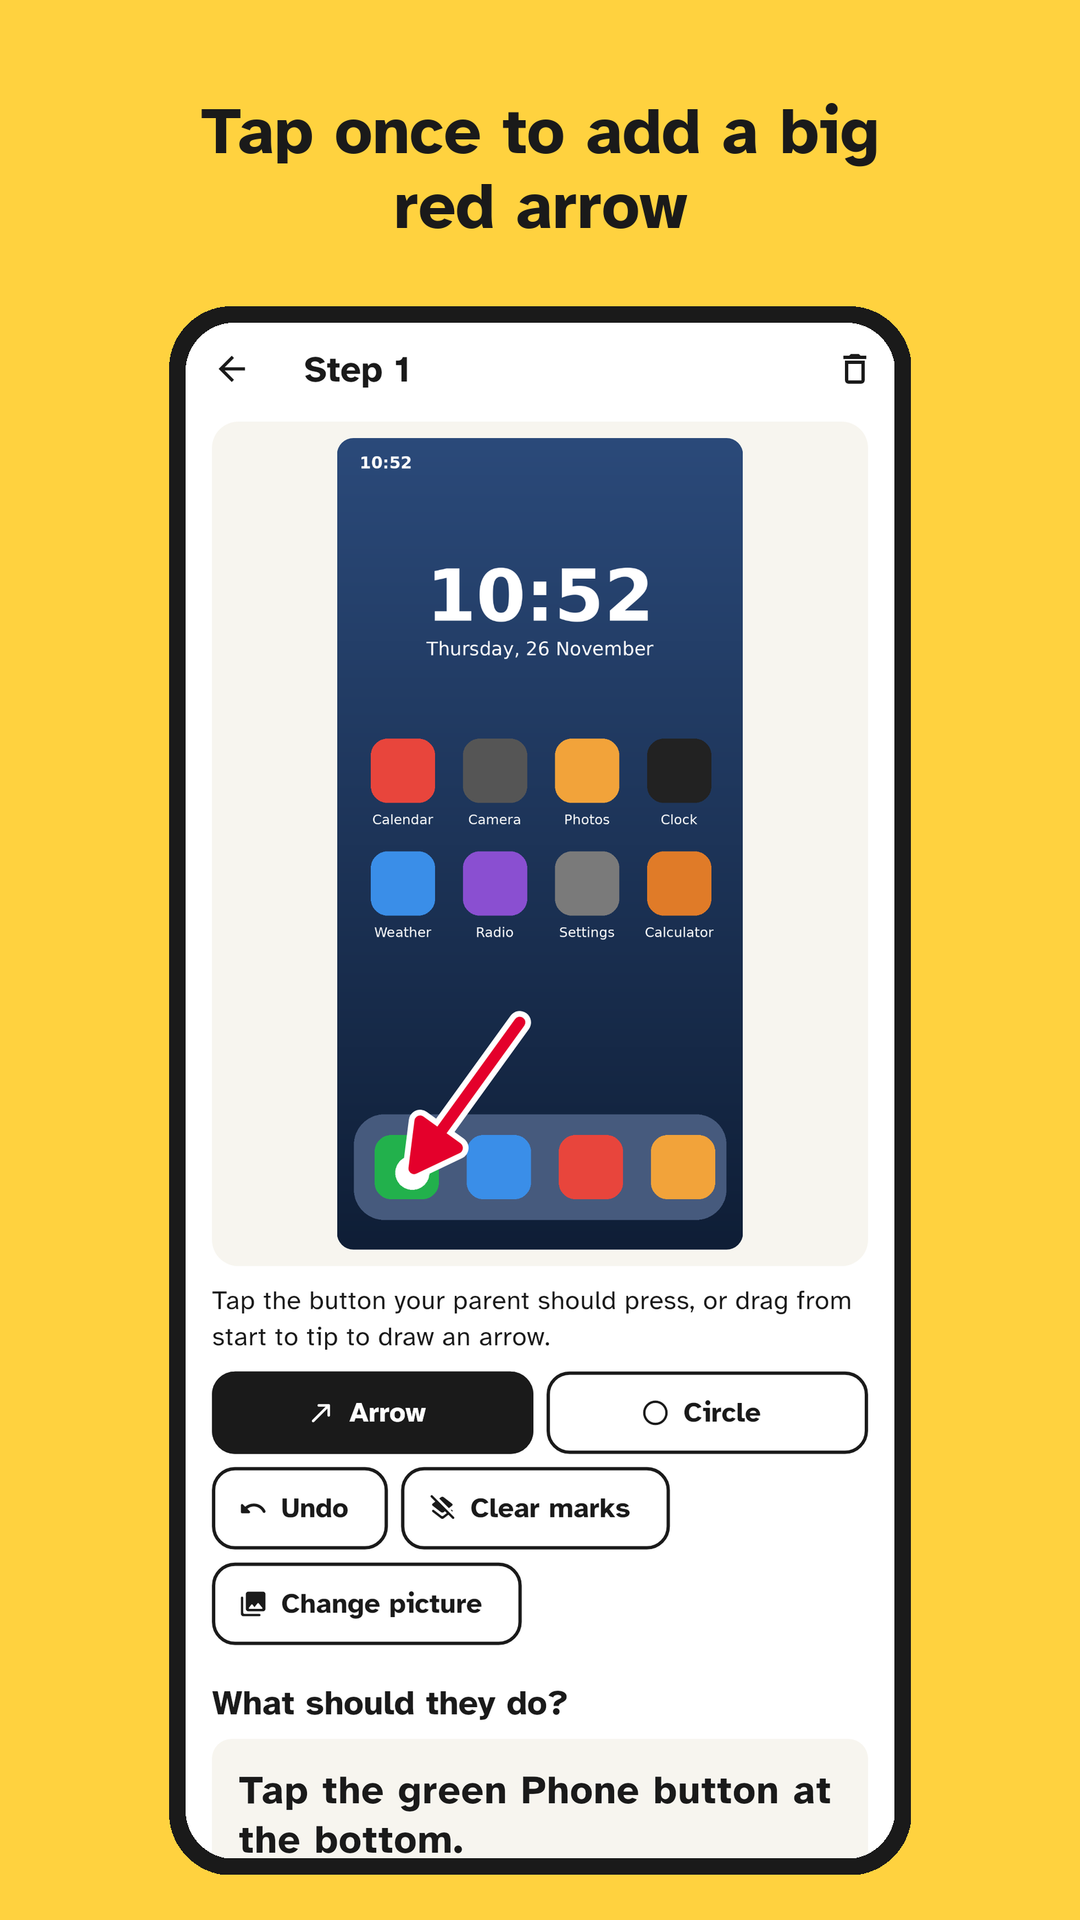 Tap once to add a big
red arrow
Step 1
10:52
10:52
Thursday, 26 November
Calendar Camera Photos Clock
Weather Radio Settings Calculator
Tap the button your parent should press, or drag from
start to tip to draw an arrow.
Arrow Circle
Undo Clear marks
Change picture
What should they do?
Tap the green Phone button at
the bottom.